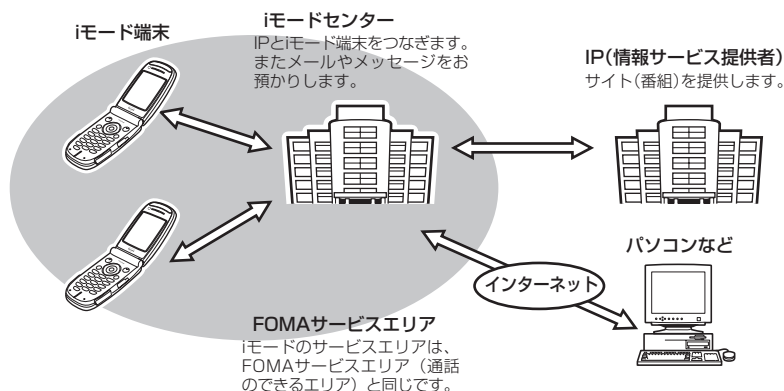 iモード端末
iモードセンター
IPとiモード端末をつなぎます。
またメールやメッセージをお
預かりします。
IP(情報サービス提供者)
サイト(番組)を提供します。
パソコンなど
インターネット
FOMAサービスエリア
iモードのサービスエリアは、
FOMAサービスエリア（通話
のできるエリア）と同じです。